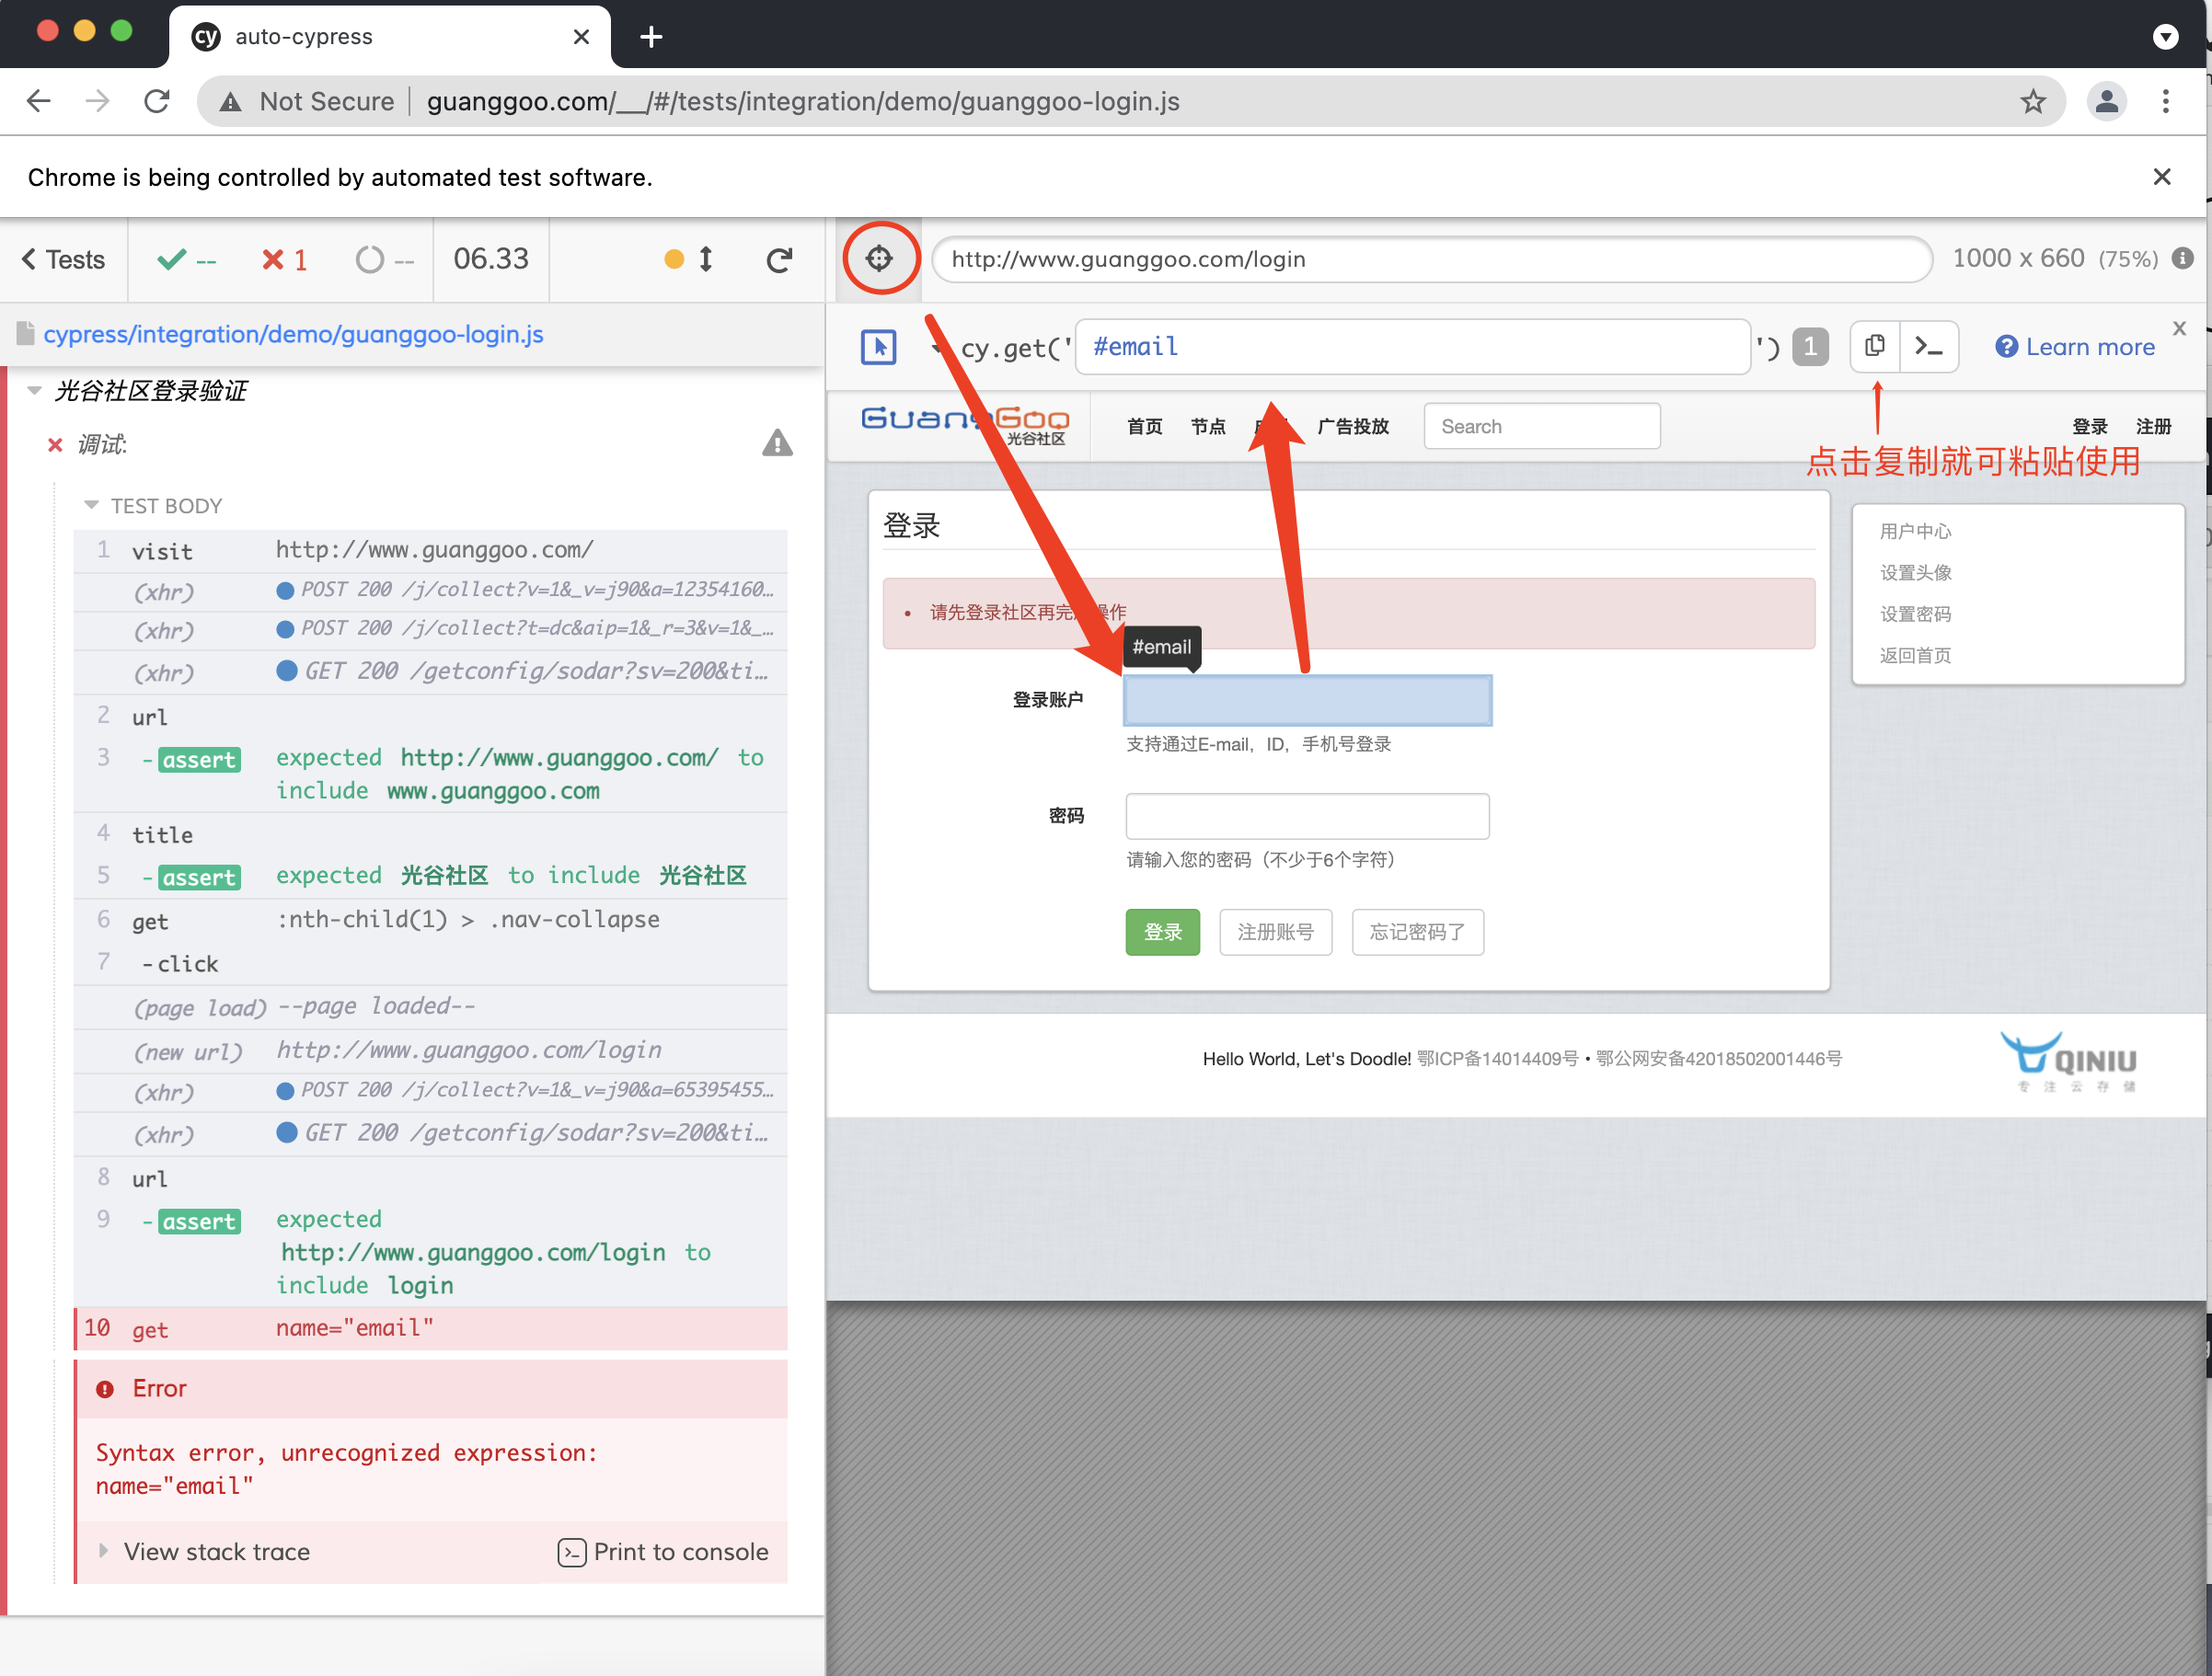 auto-cypress
Not Secure guanggoo.com/__/#/tests/integration/demo/guanggoo-login.js
Chrome is being controlled by automated test software.
Tests -- 1 -- 06.33
http://www.guanggoo.com/login 1000 x 660 (75%)
cypress/integration/demo/guanggoo-login.js
cy.get('#email') 1 Learn more x
光谷社区登录验证
调试:
TEST BODY
1 visit http://www.guanggoo.com/
(xhr) POST 200 /j/collect?v=1&_v=j90&a=12354160...
(xhr) POST 200 /j/collect?t=dc&aip=1&_r=3&v=1&_...
(xhr) GET 200 /getconfig/sodar?sv=200&ti...
2 url
3 -assert expected http://www.guanggoo.com/ to
include www.guanggoo.com
4 title
5 -assert expected 光谷社区 to include 光谷社区
6 get :nth-child(1) > .nav-collapse
7 -click
(page load) --page loaded--
(new url) http://www.guanggoo.com/login
(xhr) POST 200 /j/collect?v=1&_v=j90&a=65395455...
(xhr) GET 200 /getconfig/sodar?sv=200&ti...
8 url
9 -assert expected
http://www.guanggoo.com/login to
include login
10 get name="email"
Error
Syntax error, unrecognized expression:
name="email"
View stack trace Print to console
GuangGoo
光谷社区
首页 节点 广告投放 Search 登录 注册
点击复制就可粘贴使用
登录
请先登录社区再完 操作
#email
登录账户
支持通过E-mail，ID，手机号登录
密码
请输入您的密码（不少于6个字符）
登录 注册账号 忘记密码了
用户中心
设置头像
设置密码
返回首页
Hello World, Let's Doodle! 鄂ICP备14014409号 • 鄂公网安备42018502001446号
QINIU
专注云存储